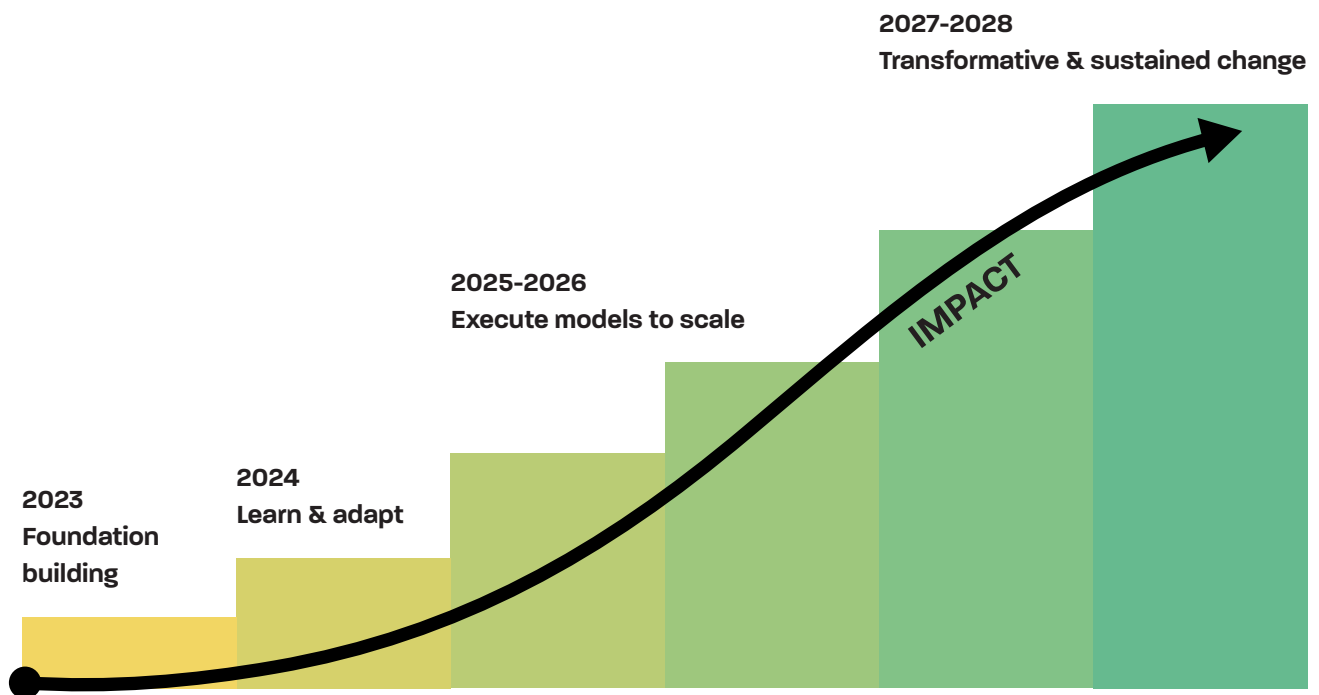 2023
Foundation
building
2024
Learn & adapt
2025-2026
Execute models to scale
2027-2028
Transformative & sustained change
IMPACT